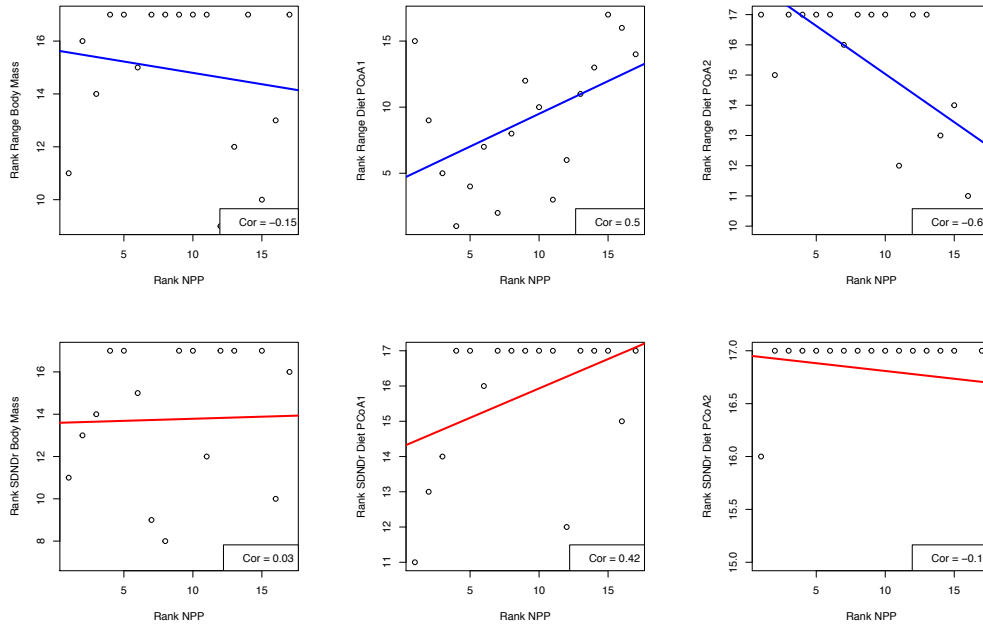 Rank Range Body Mass
10
12
14
16
5
10
15
Rank NPP
Cor = −0.15
Rank Range Diet PCoA1
5
10
15
5
10
15
Rank NPP
Cor = 0.5
Rank Range Diet PCoA2
10
11
12
13
14
15
16
17
5
10
15
Rank NPP
Cor = −0.6
Rank SDNDr Body Mass
8
10
12
14
16
5
10
15
Rank NPP
Cor = 0.03
Rank SDNDr Diet PCoA1
11
12
13
14
15
16
17
5
10
15
Rank NPP
Cor = 0.42
Rank SDNDr Diet PCoA2
15.0
15.5
16.0
16.5
17.0
5
10
15
Rank NPP
Cor = −0.1